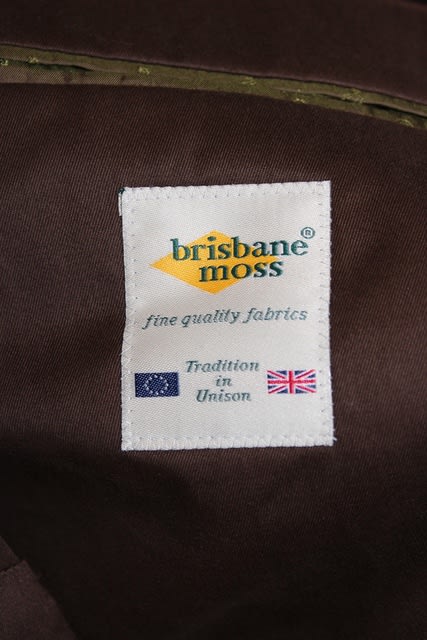 brisbane®
moss
fine quality fabrics
Tradition
in
Unison